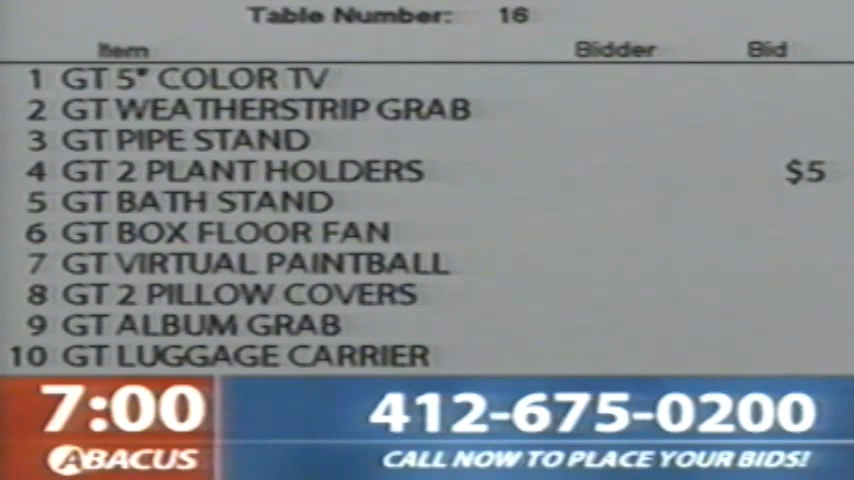 Table Number: 16
Item Bidder Bid
1 GT 5" COLOR TV
2 GT WEATHERSTRIP GRAB
3 GT PIPE STAND
4 GT 2 PLANT HOLDERS $5
5 GT BATH STAND
6 GT BOX FLOOR FAN
7 GT VIRTUAL PAINTBALL
8 GT 2 PILLOW COVERS
9 GT ALBUM GRAB
10 GT LUGGAGE CARRIER
7:00 412-675-0200
ABACUS CALL NOW TO PLACE YOUR BIDS!